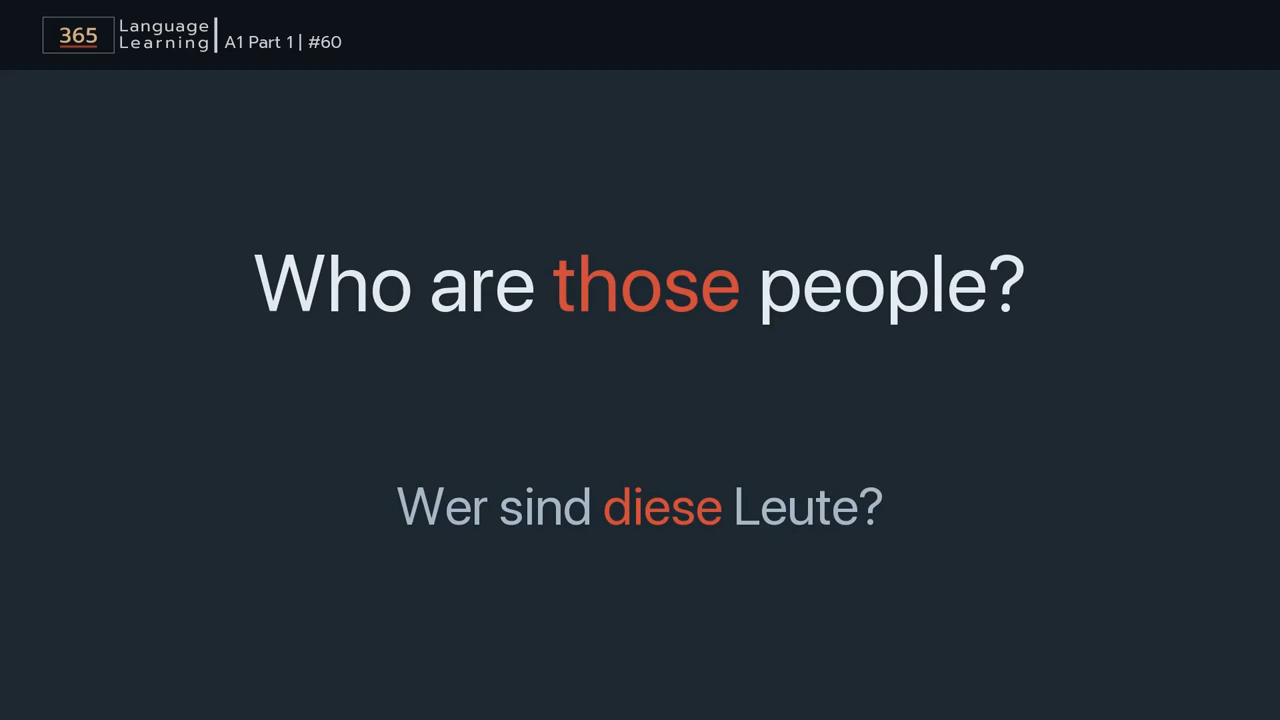 365
Language
Learning
A1 Part 1 | #60
Who are those people?
Wer sind diese Leute?